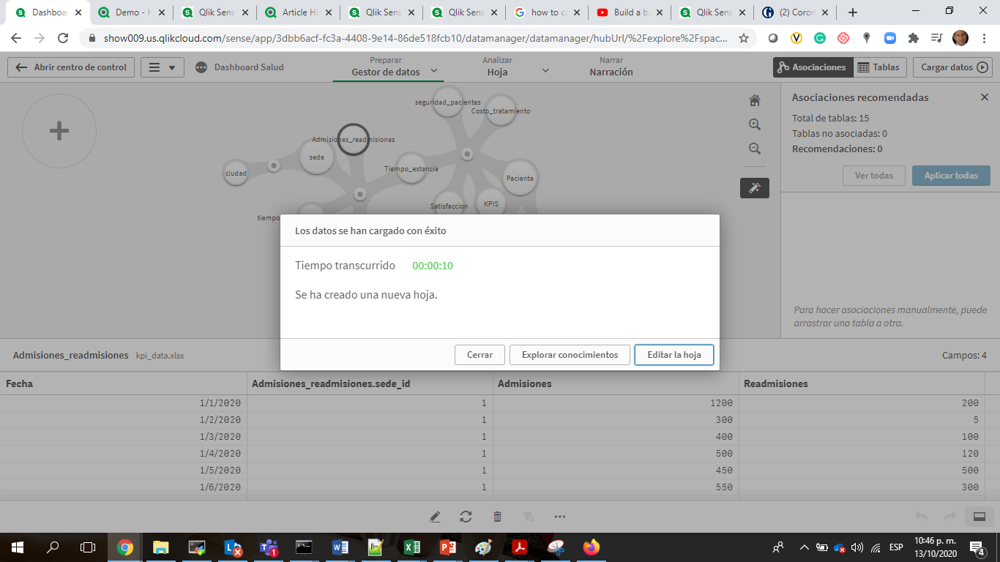 Dashboa
Demo - H
Qlik Sens
Article Hi
Qlik Sens
Qlik Sens
how to cr
Build a ba
Qlik Sens
(2) Coron
show009.us.qlikcloud.com/sense/app/3dbb6acf-fc3a-4408-9e14-86de518fcb10/datamanager/datamanager/hubUrl/%2Fexplore%2Fspac...
Abrir centro de control
Dashboard Salud
Preparar
Gestor de datos
Analizar
Hoja
Narrar
Narración
Asociaciones
Tablas
Cargar datos
seguridad_pacientes
Costo_tratamiento
Admisiones_readmisiones
sede
ciudad
Tiempo_estancia
Paciente
Satisfaccion
KPIS
tiempo
Asociaciones recomendadas
Total de tablas: 15
Tablas no asociadas: 0
Recomendaciones: 0
Ver todas
Aplicar todas
Para hacer asociaciones manualmente, puede
arrastrar una tabla a otra.
Los datos se han cargado con éxito
Tiempo transcurrido 00:00:10
Se ha creado una nueva hoja.
Cerrar
Explorar conocimientos
Editar la hoja
Admisiones_readmisiones kpi_data.xlsx
Campos: 4
Fecha Admisiones_readmisiones.sede_id Admisiones Readmisiones
1/1/2020 1 1200 200
1/2/2020 1 300 5
1/3/2020 1 400 100
1/4/2020 1 500 120
1/5/2020 1 450 500
1/6/2020 1 550 300
ESP
10:46 p. m.
13/10/2020
4